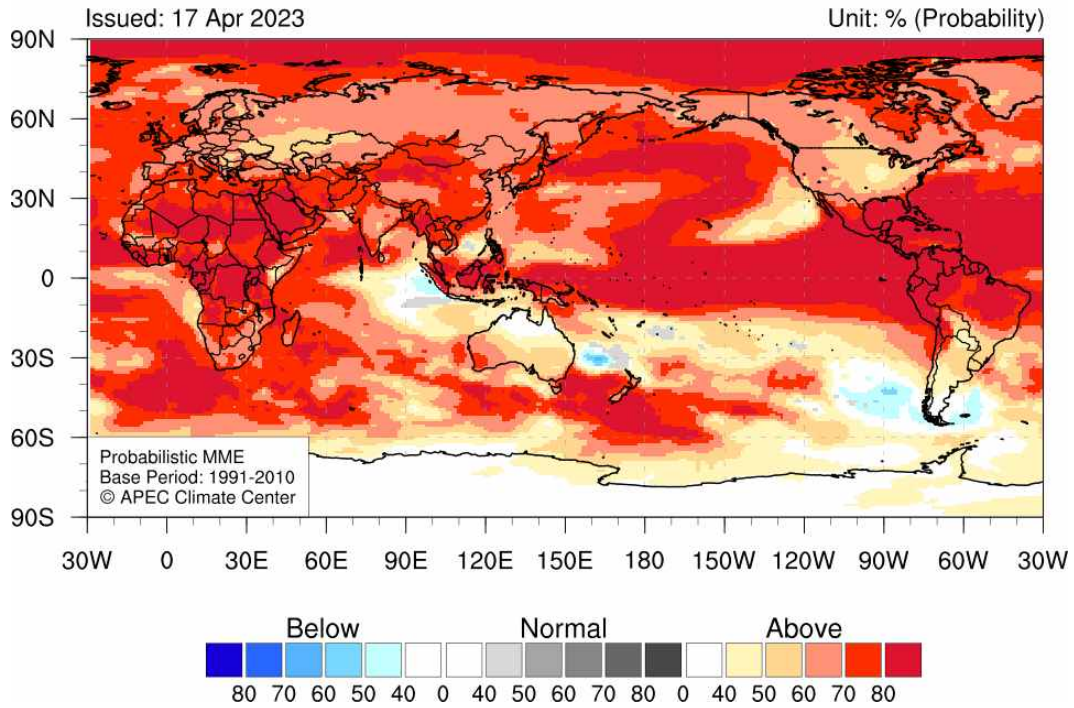 Issued: 17 Apr 2023 Unit: % (Probability)
90N
60N
30N
0
30S
60S
90S
Probabilistic MME
Base Period: 1991-2010
© APEC Climate Center
30W 0 30E 60E 90E 120E 150E 180 150W 120W 90W 60W 30W
Below Normal Above
80 70 60 50 40 0 40 50 60 70 80 0 40 50 60 70 80